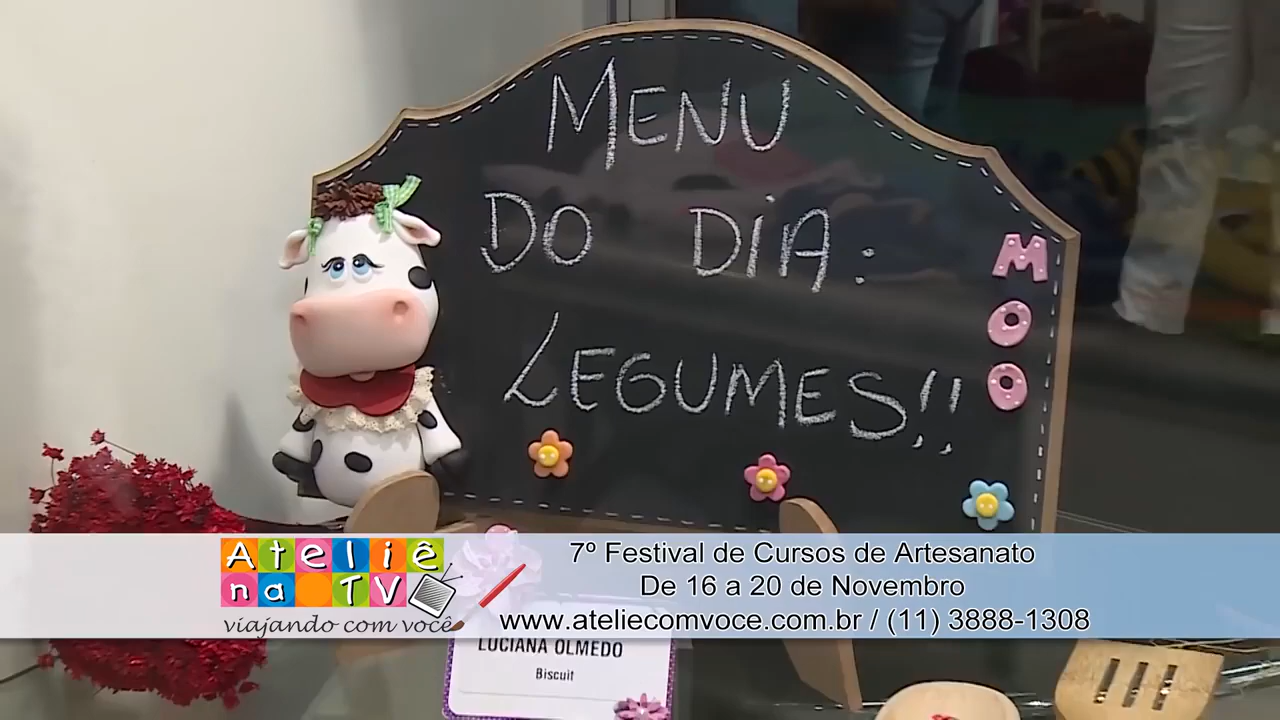 MENU
DO DIA:
LEGUMES!!
MOO
Ateliê
na TV
viajando com você
7º Festival de Cursos de Artesanato
De 16 a 20 de Novembro
www.ateliecomvoce.com.br / (11) 3888-1308
LUCIANA OLMEDO
Biscuit